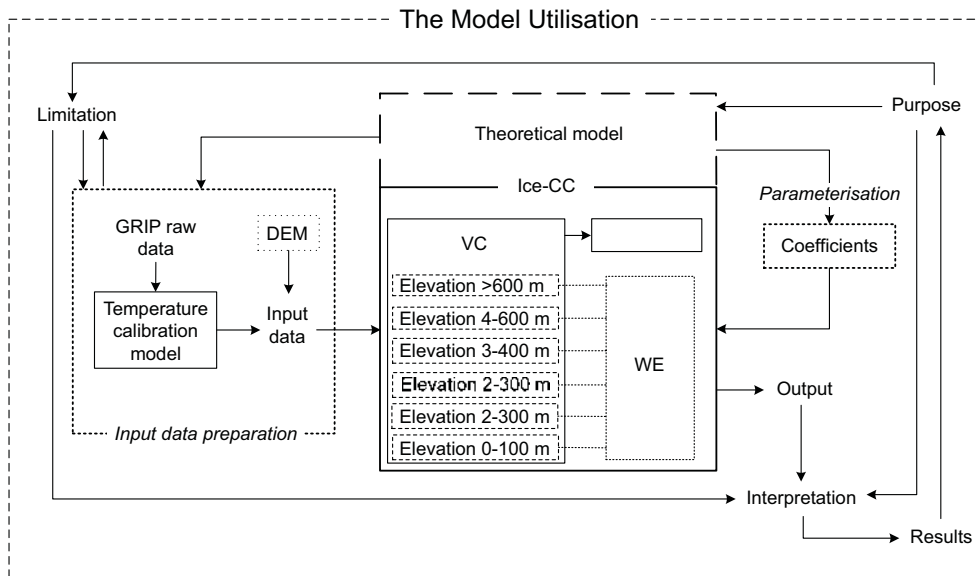 The Model Utilisation
Limitation
Purpose
Theoretical model
Ice-CC
Parameterisation
Coefficients
GRIP raw
data
DEM
Temperature
calibration
model
Input
data
Input data preparation
VC
Elevation >600 m
Elevation 4-600 m
Elevation 3-400 m
Elevation 2-300 m
Elevation 2-300 m
Elevation 0-100 m
WE
Output
Interpretation
Results